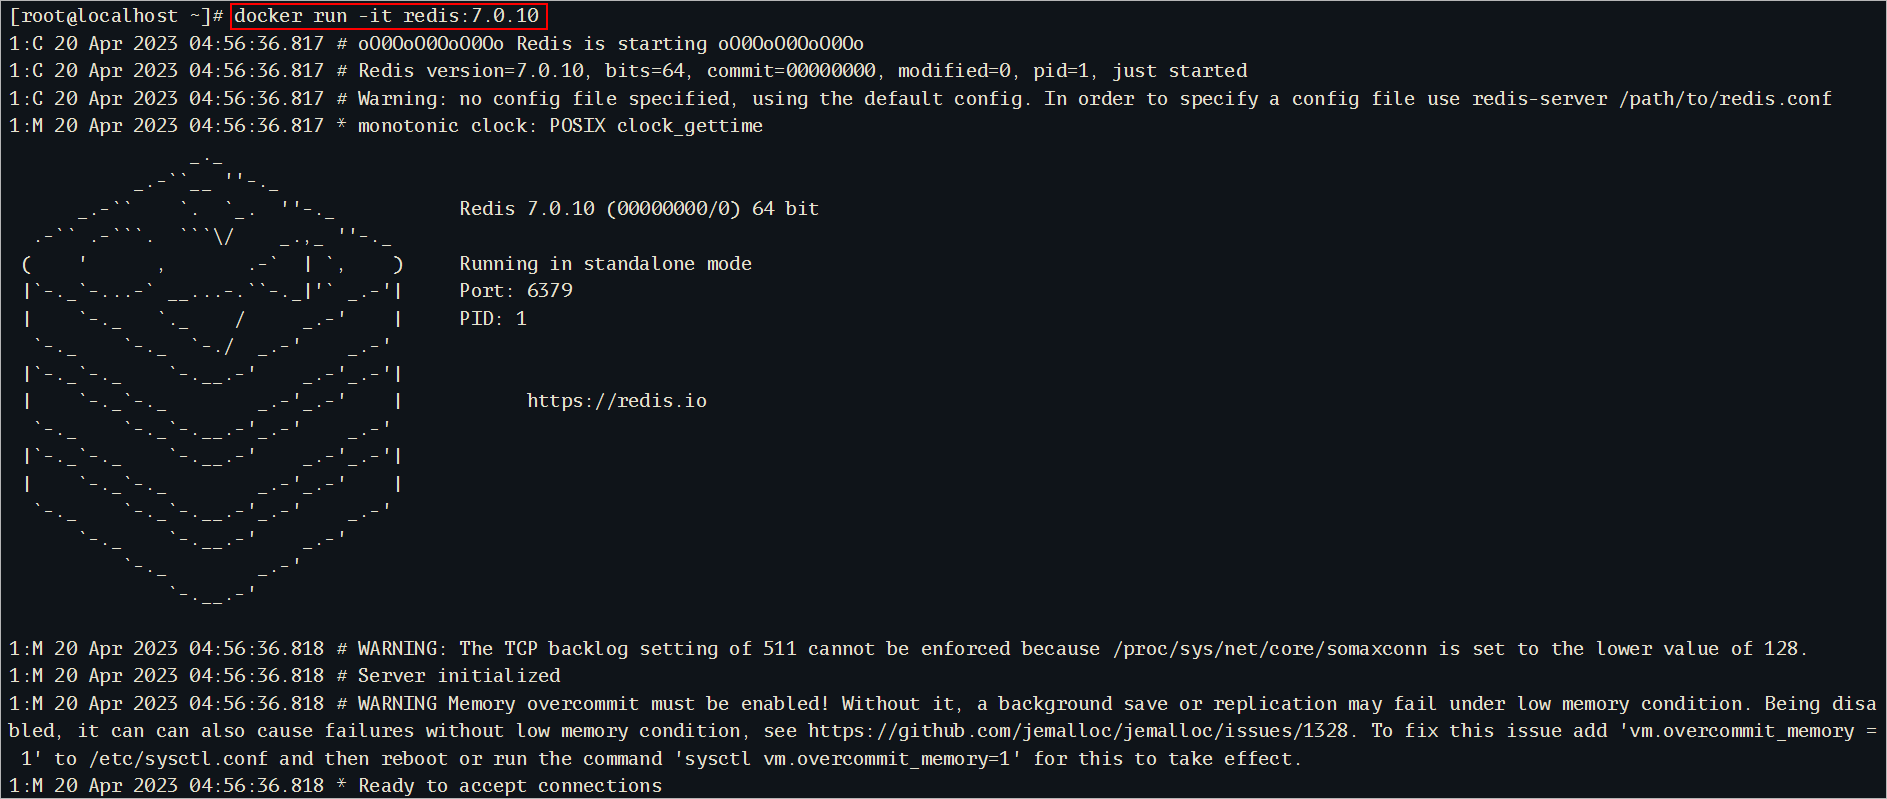 [root@localhost ~]# docker run -it redis:7.0.10
1:C 20 Apr 2023 04:56:36.817 # oO0OoO0OoO0Oo Redis is starting oO0OoO0OoO0Oo
1:C 20 Apr 2023 04:56:36.817 # Redis version=7.0.10, bits=64, commit=00000000, modified=0, pid=1, just started
1:C 20 Apr 2023 04:56:36.817 # Warning: no config file specified, using the default config. In order to specify a config file use redis-server /path/to/redis.conf
1:M 20 Apr 2023 04:56:36.817 * monotonic clock: POSIX clock_gettime
Redis 7.0.10 (00000000/0) 64 bit
Running in standalone mode
Port: 6379
PID: 1
https://redis.io
1:M 20 Apr 2023 04:56:36.818 # WARNING: The TCP backlog setting of 511 cannot be enforced because /proc/sys/net/core/somaxconn is set to the lower value of 128.
1:M 20 Apr 2023 04:56:36.818 # Server initialized
1:M 20 Apr 2023 04:56:36.818 # WARNING Memory overcommit must be enabled! Without it, a background save or replication may fail under low memory condition. Being disa
bled, it can can also cause failures without low memory condition, see https://github.com/jemalloc/jemalloc/issues/1328. To fix this issue add 'vm.overcommit_memory =
 1' to /etc/sysctl.conf and then reboot or run the command 'sysctl vm.overcommit_memory=1' for this to take effect.
1:M 20 Apr 2023 04:56:36.818 * Ready to accept connections